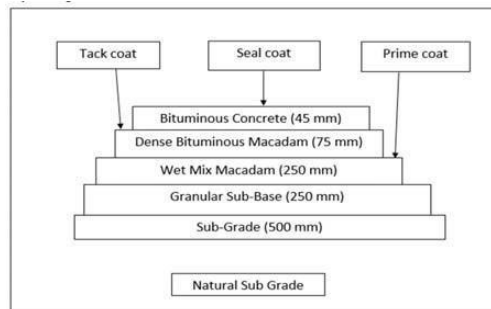 Tack coat
Seal coat
Prime coat
Bituminous Concrete (45 mm)
Dense Bituminous Macadam (75 mm)
Wet Mix Macadam (250 mm)
Granular Sub-Base (250 mm)
Sub-Grade (500 mm)
Natural Sub Grade